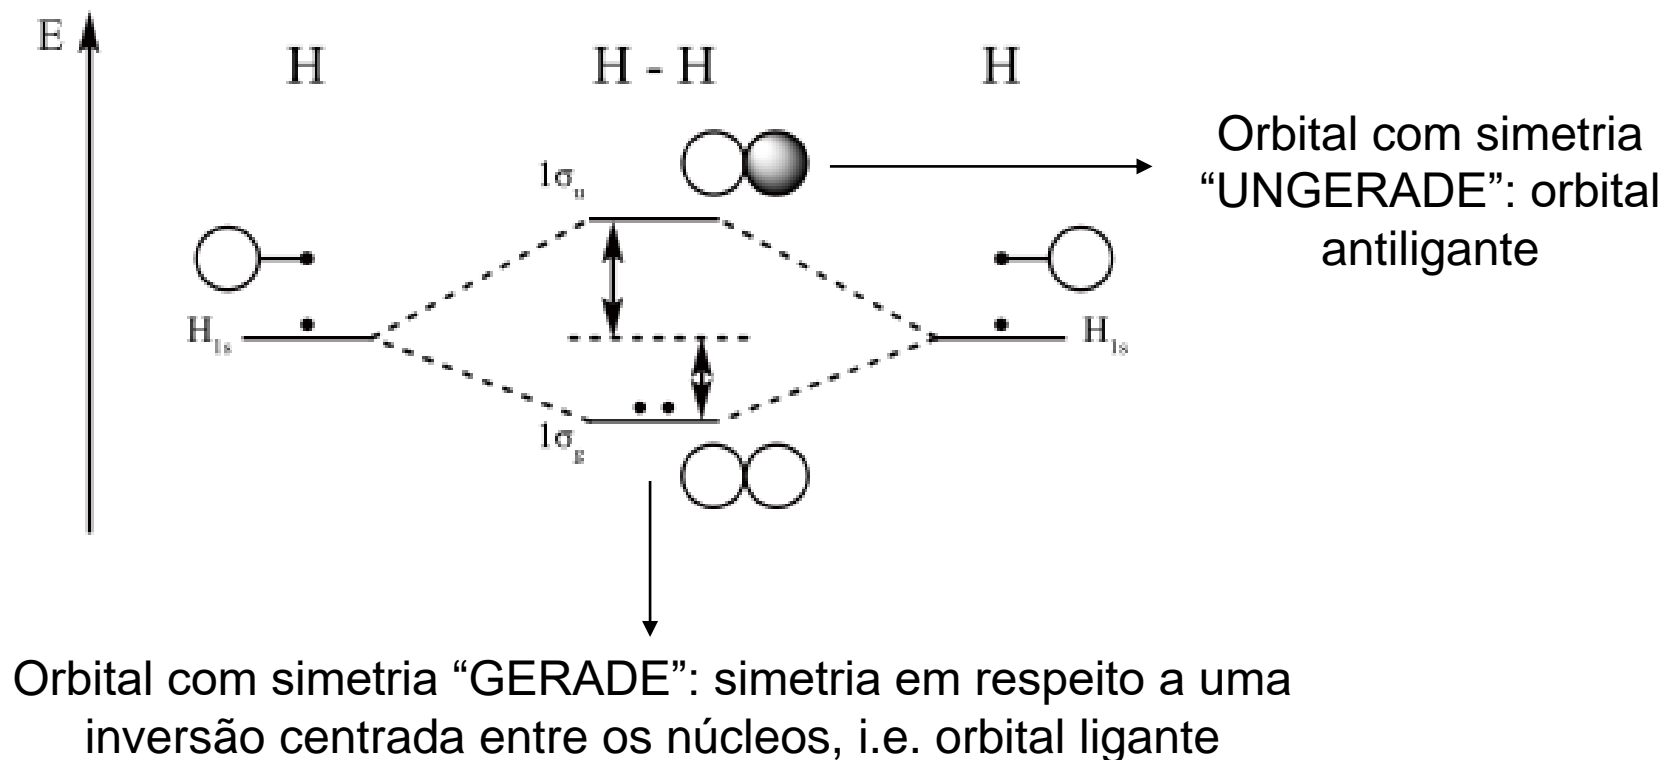 E
H
H - H
H
1σᵤ
Orbital com simetria
“UNGERADE”: orbital
antiligante
H₁ₛ
H₁ₛ
1σg
Orbital com simetria “GERADE”: simetria em respeito a uma
inversão centrada entre os núcleos, i.e. orbital ligante